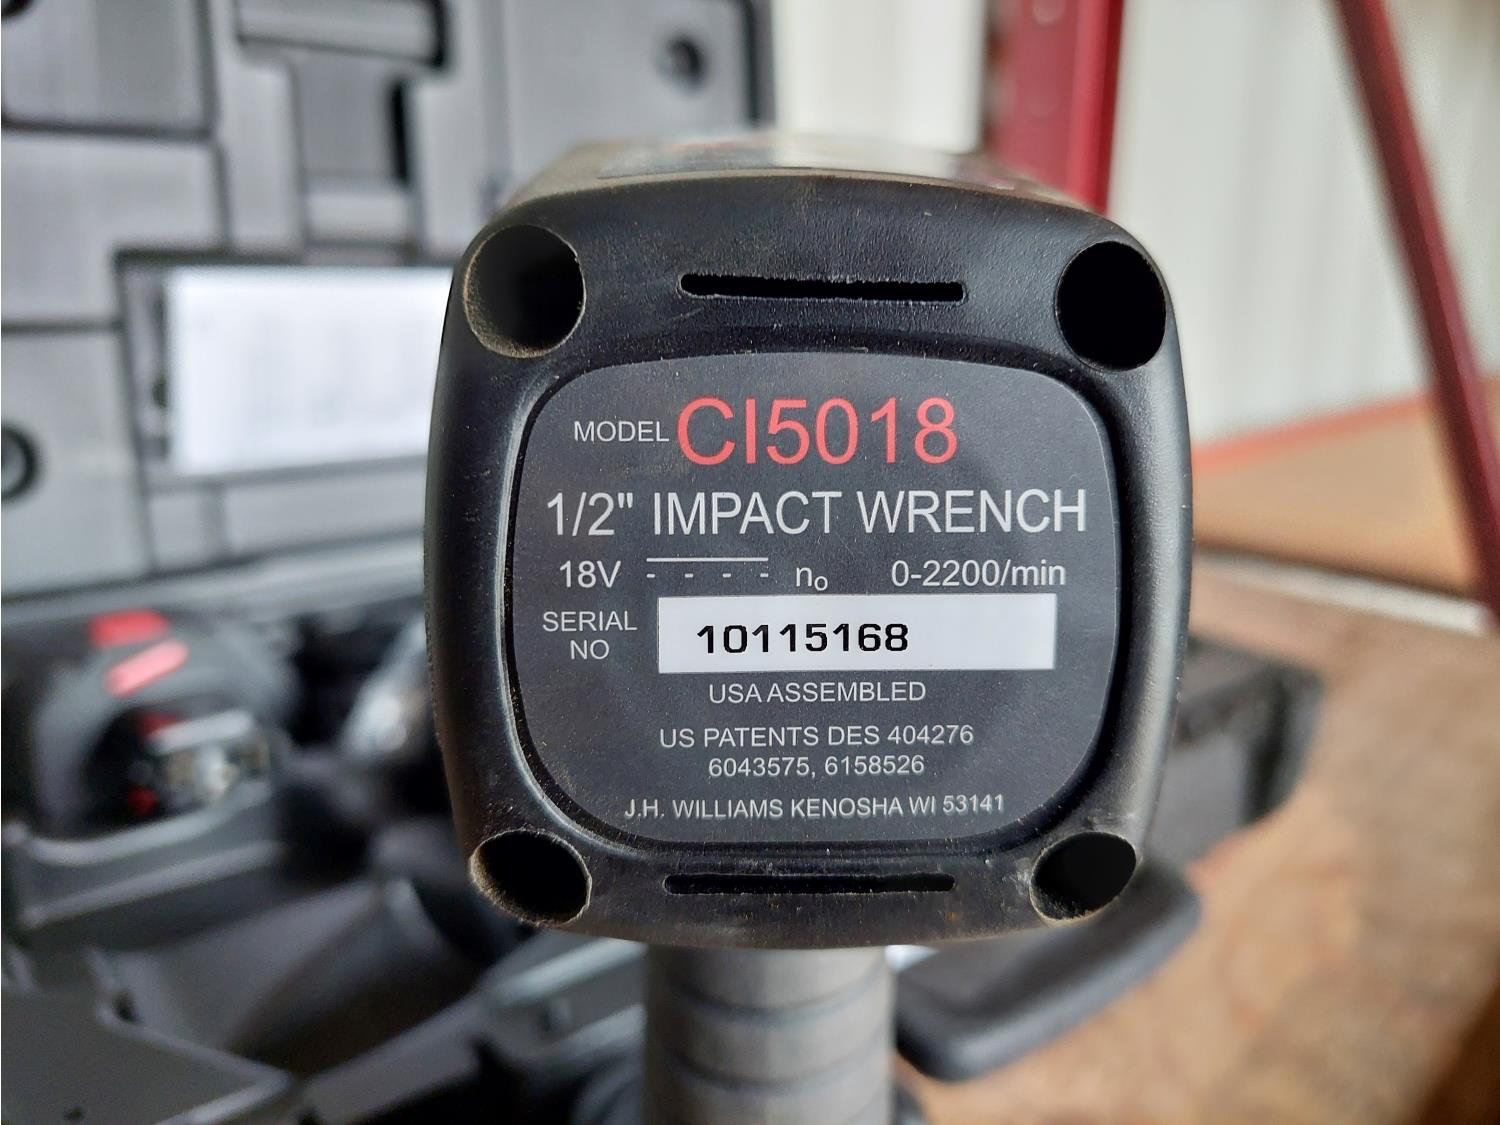 MODEL CI5018
1/2" IMPACT WRENCH
18V n₀ 0-2200/min
SERIAL
NO
10115168
USA ASSEMBLED
US PATENTS DES 404276
6043575, 6158526
J.H. WILLIAMS KENOSHA WI 53141